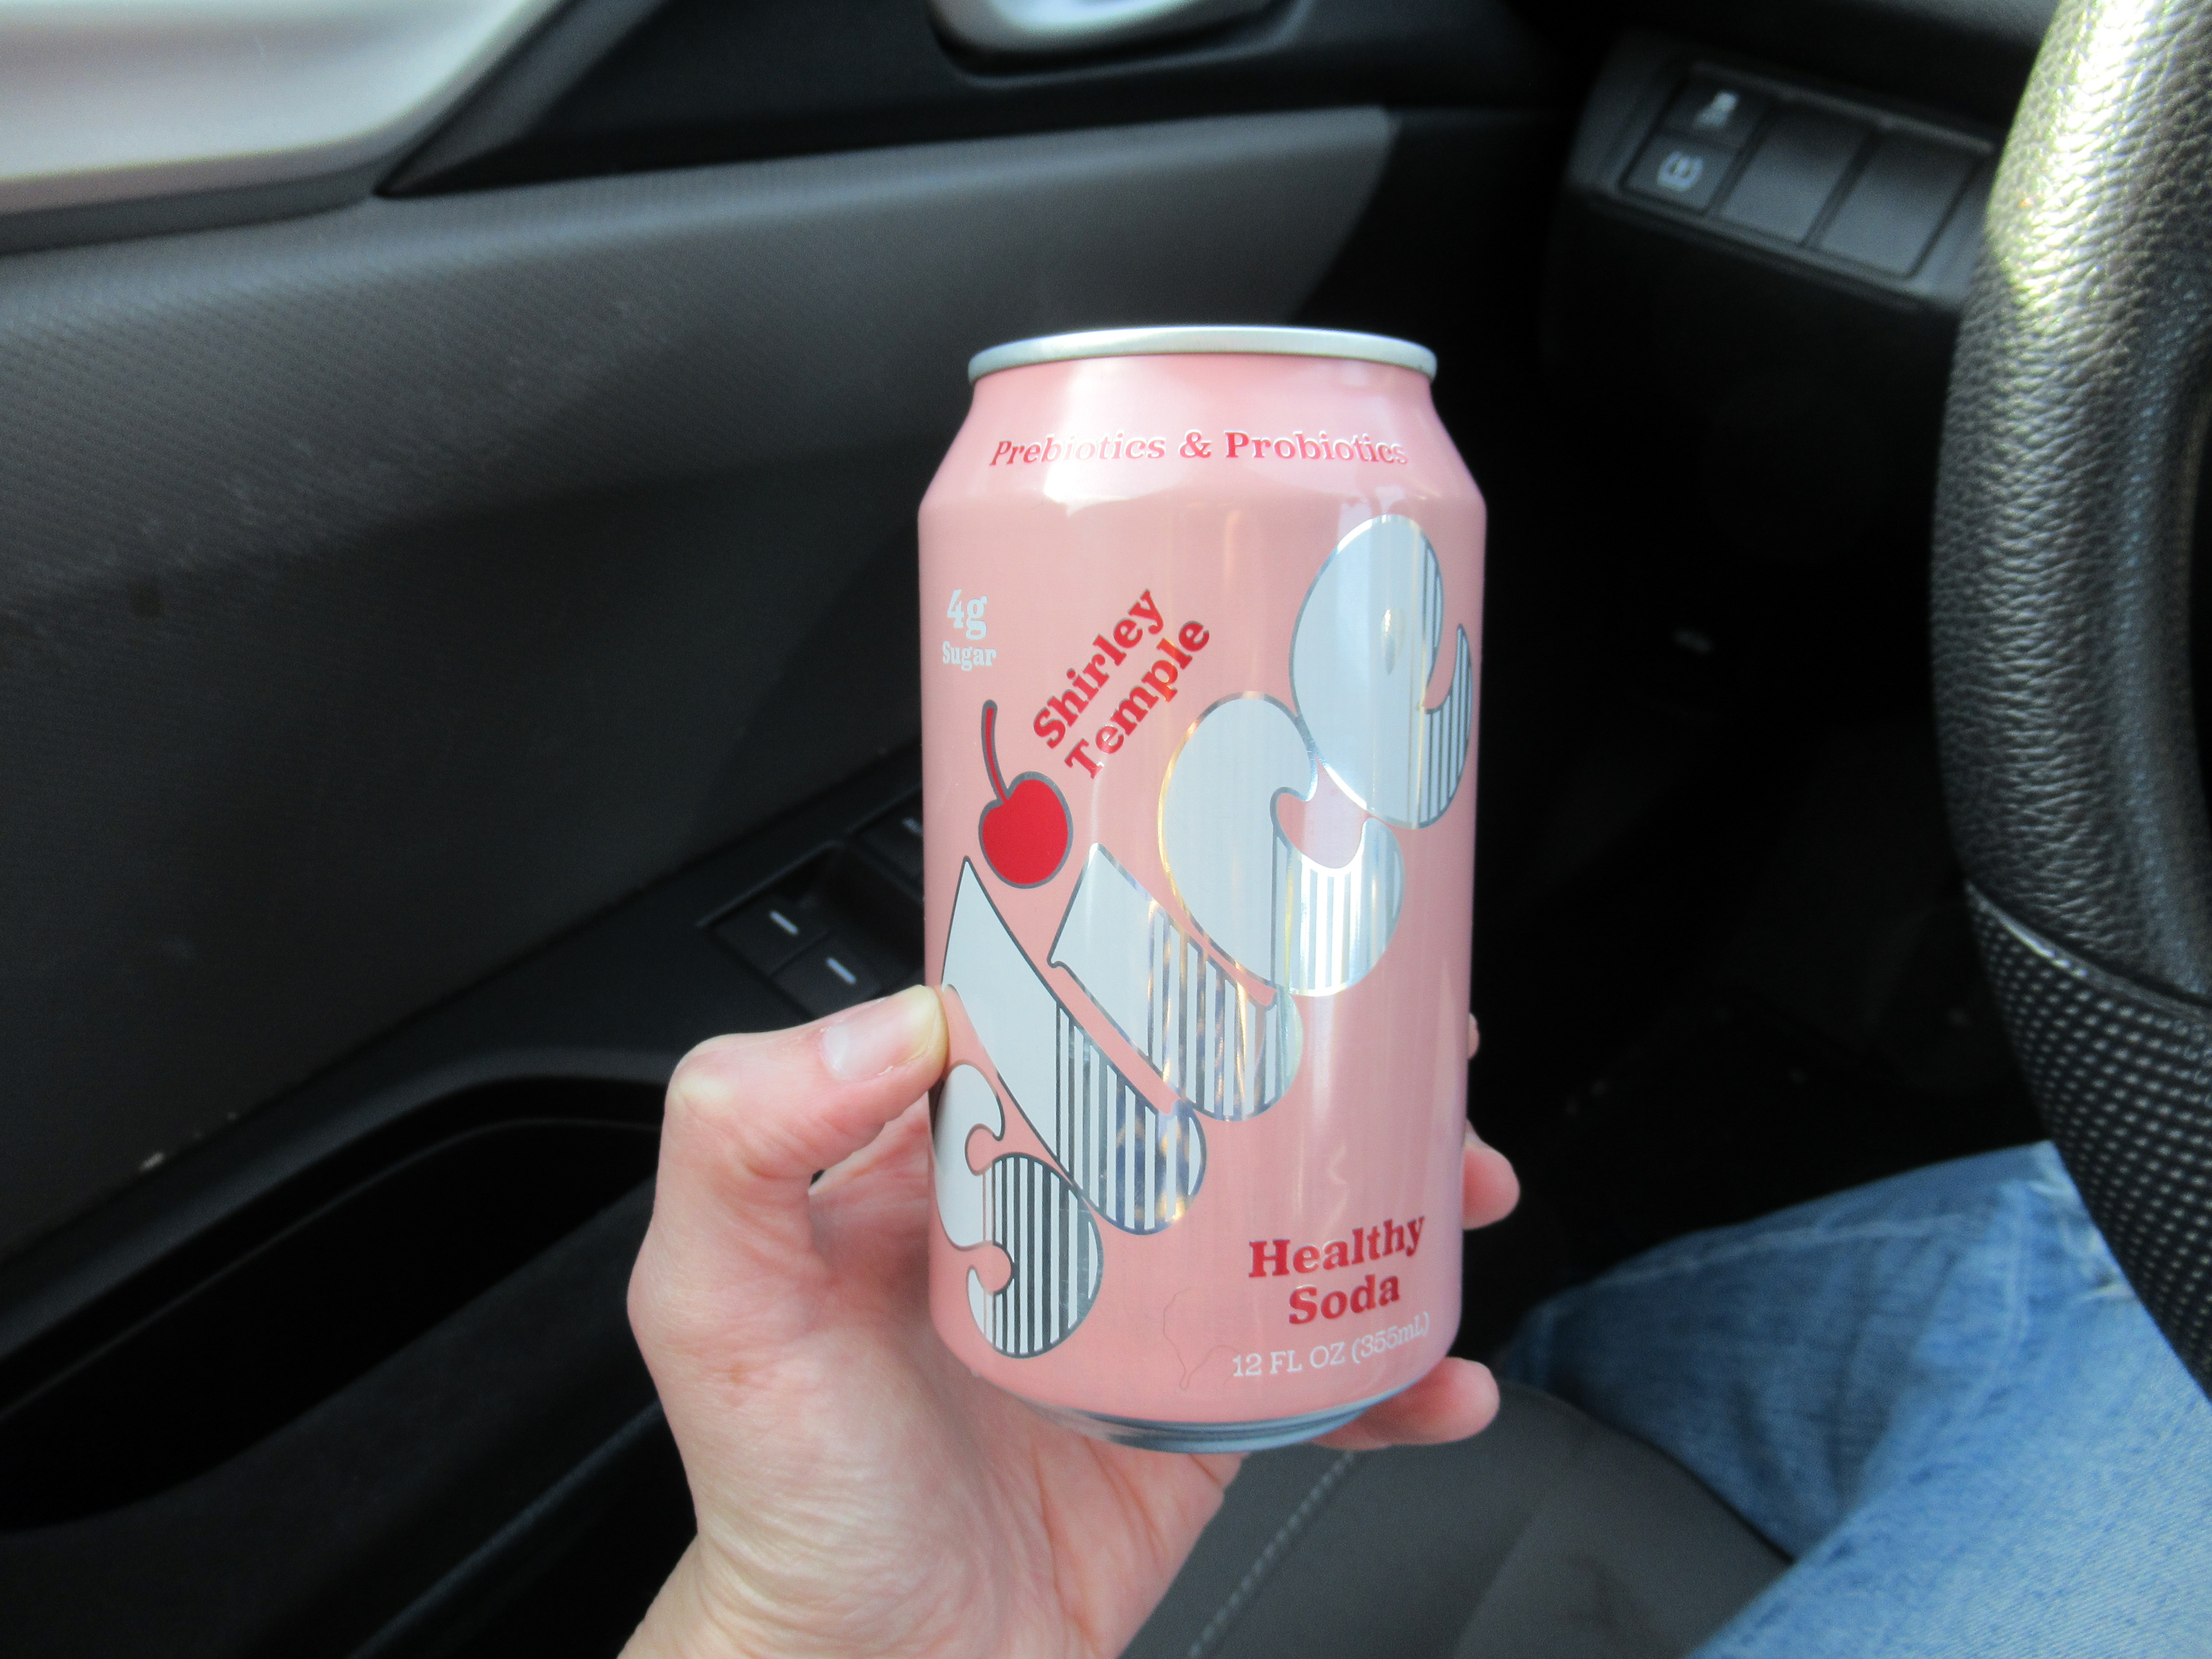 Prebiotics & Probiotics
4g
Sugar
Shirley
Temple
slice
Healthy
Soda
12 FL OZ (355mL)